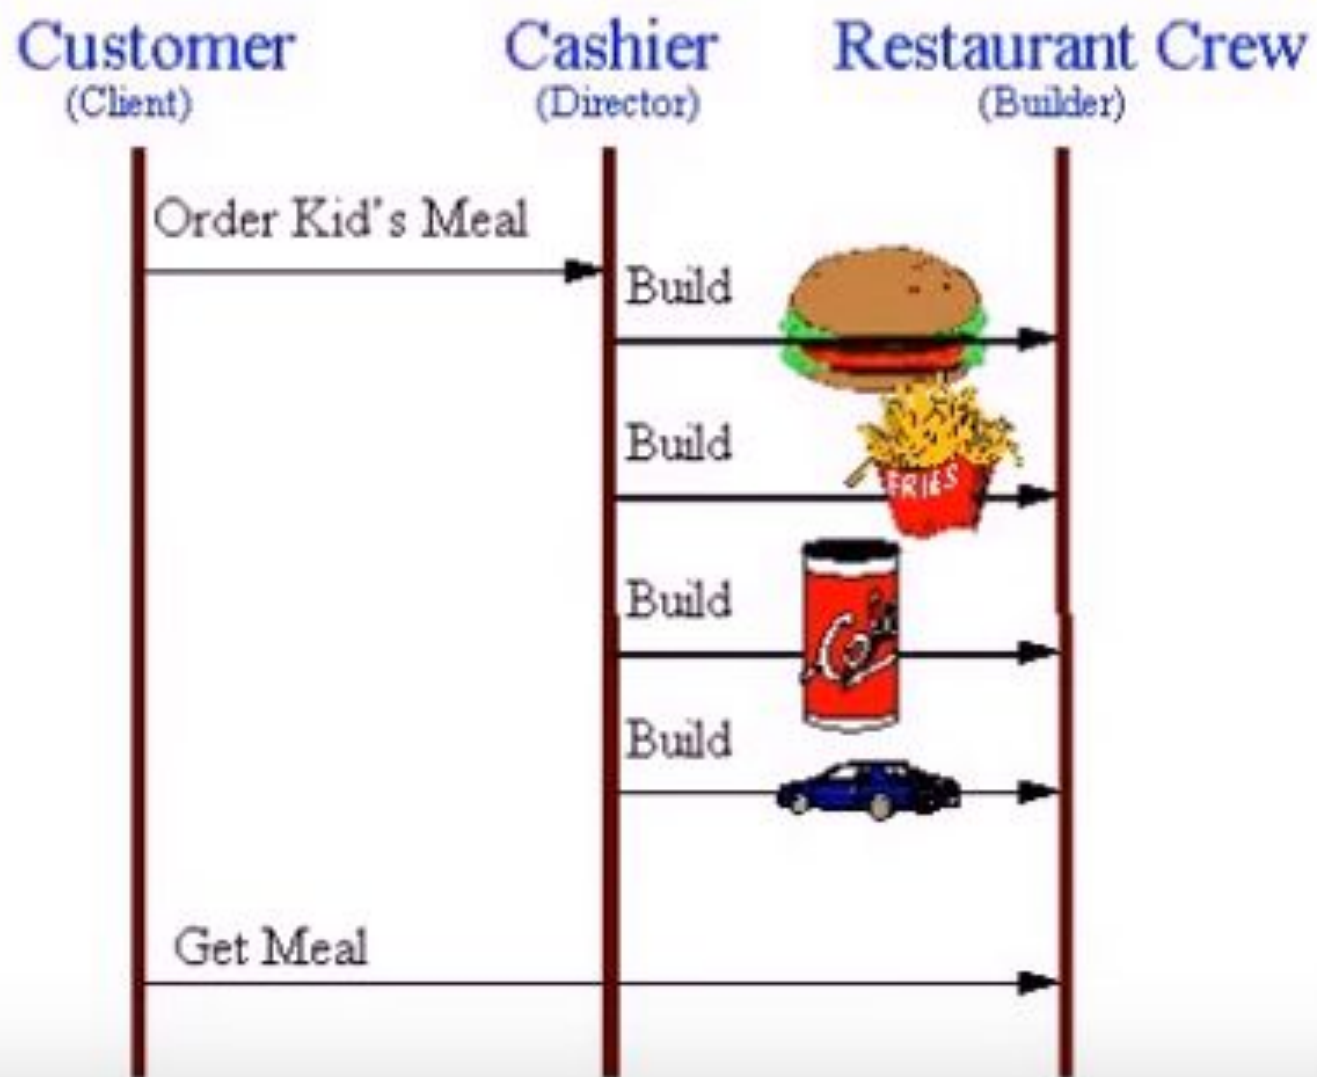 Customer
(Client)
Cashier
(Director)
Restaurant Crew
(Builder)
Order Kid's Meal
Build
Build
FRIES
Build
Build
Get Meal